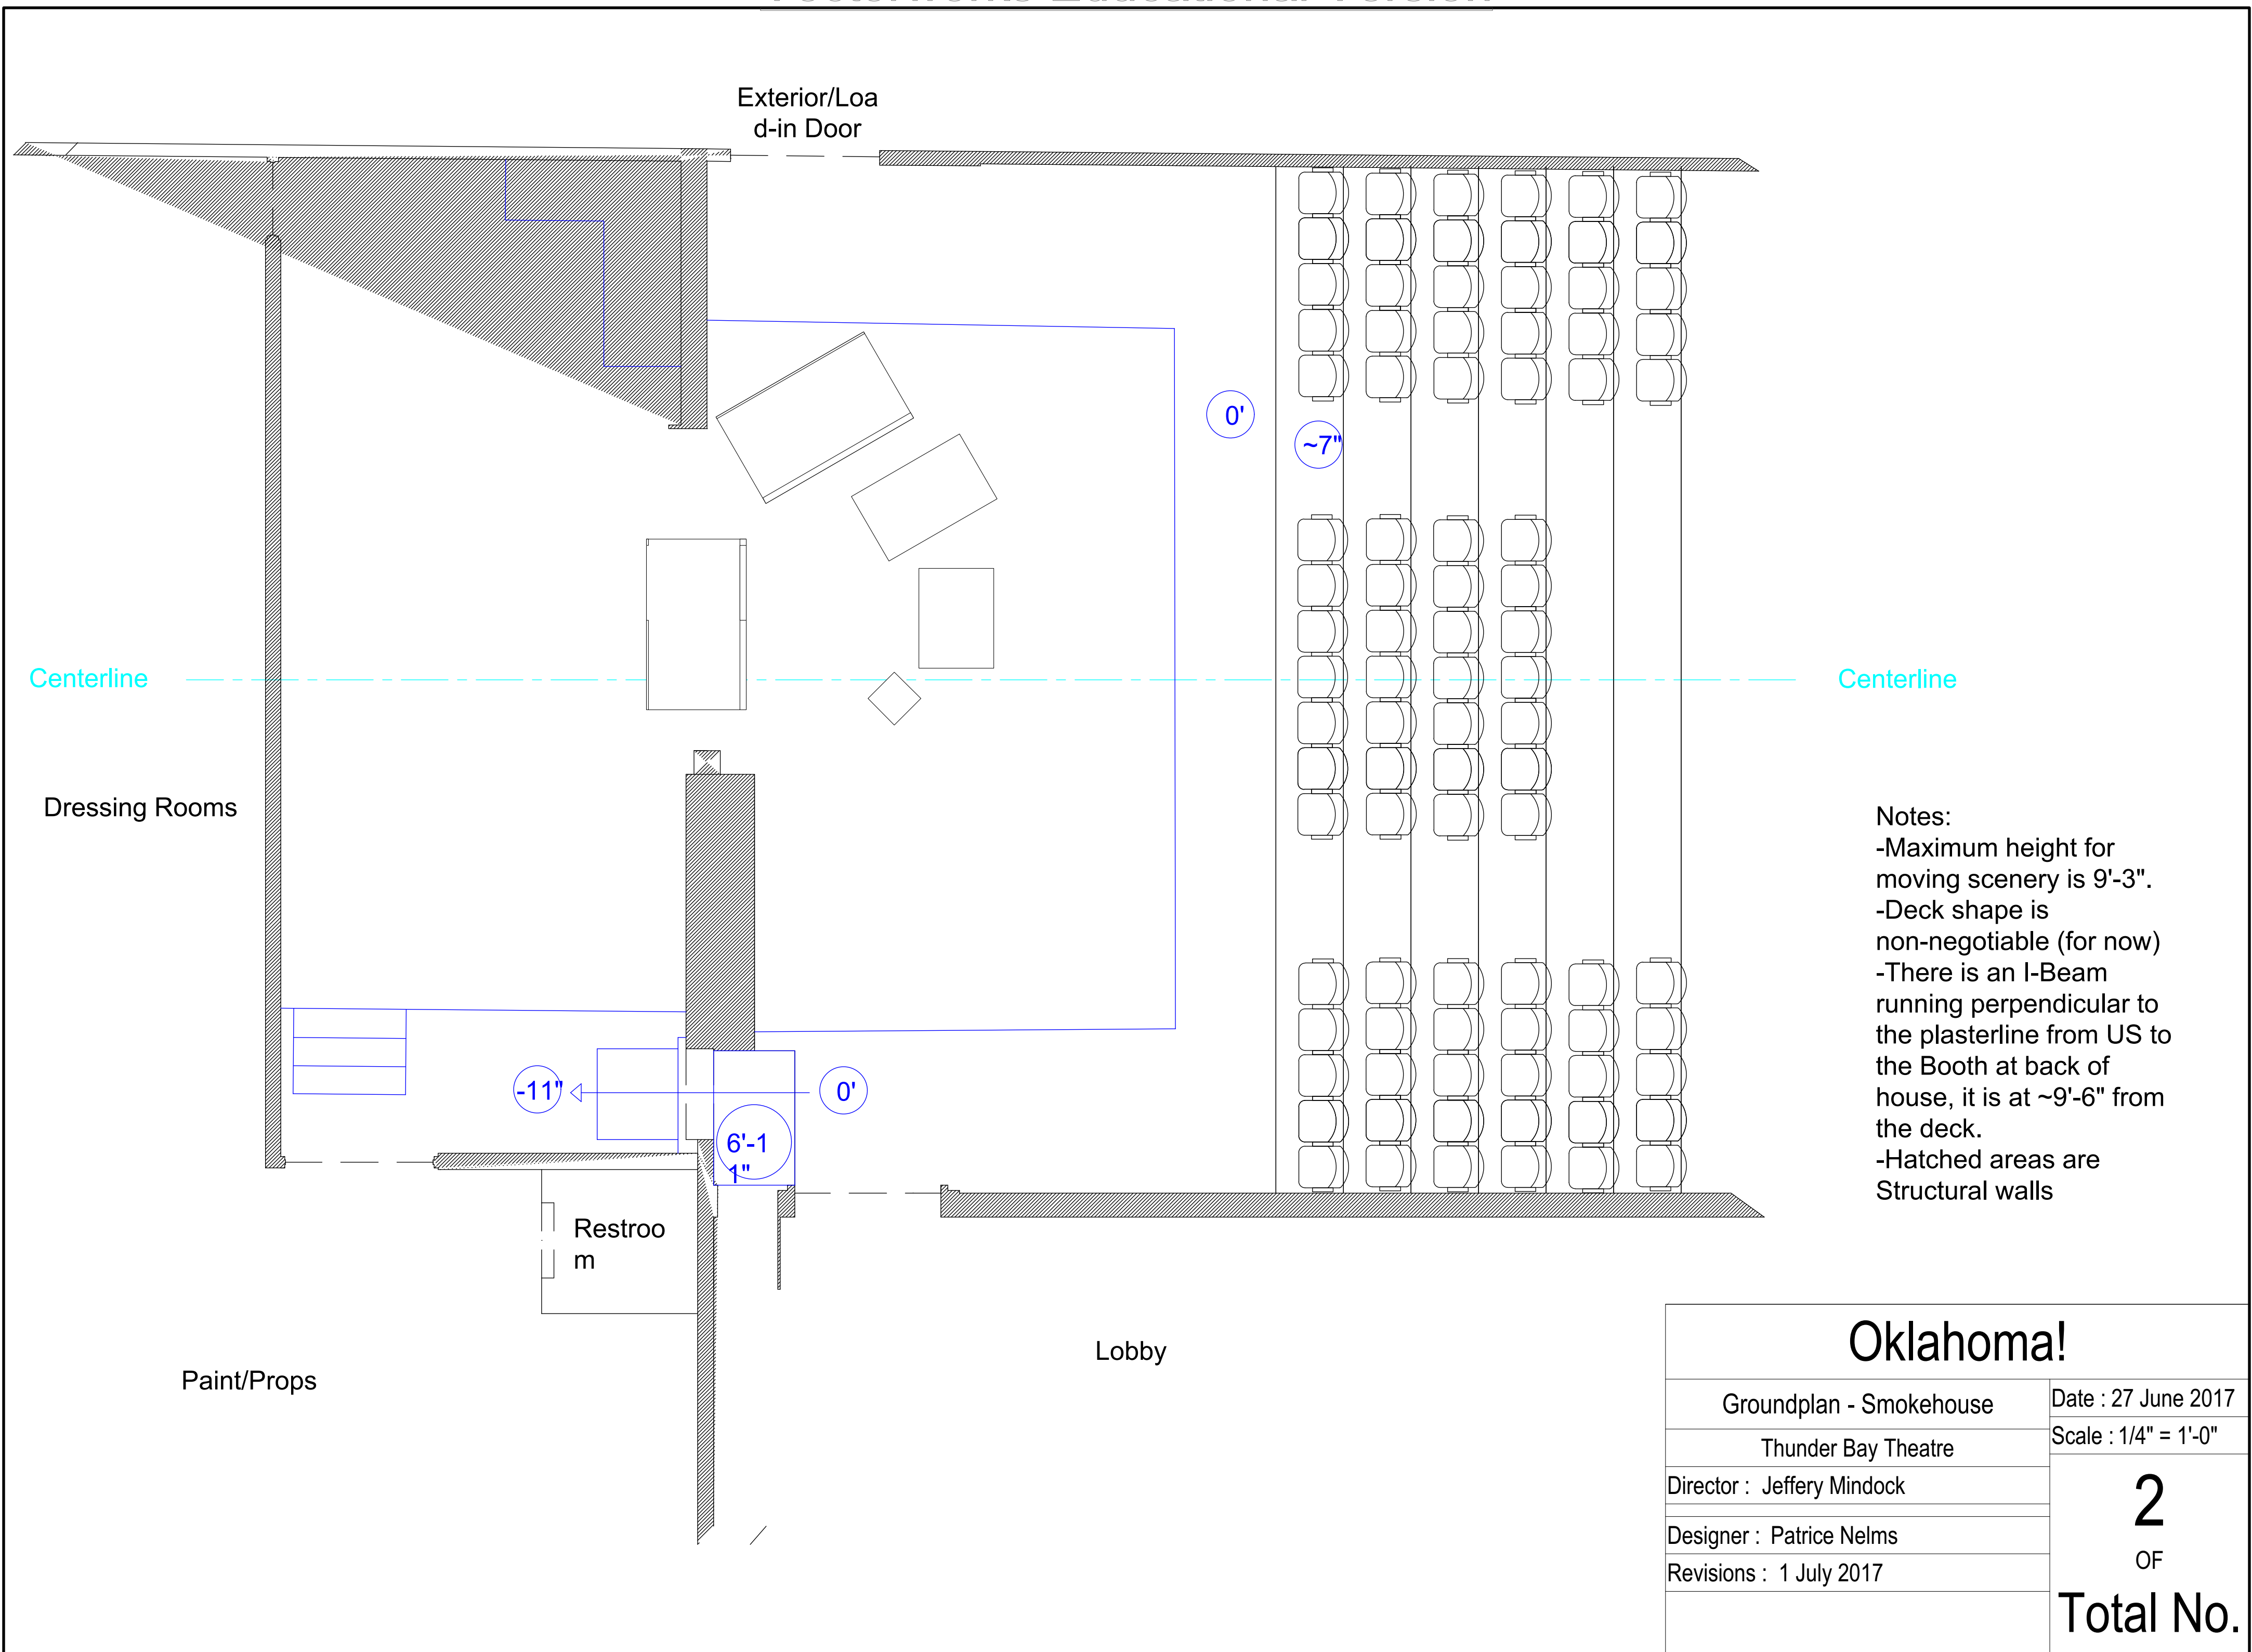 Vectorworks Educational Version
Exterior/Loa
d-in Door
0'
~7"
Centerline
Centerline
Dressing Rooms
Notes:
-Maximum height for
moving scenery is 9'-3".
-Deck shape is
non-negotiable (for now)
-There is an I-Beam
running perpendicular to
the plasterline from US to
the Booth at back of
house, it is at ~9'-6" from
the deck.
-Hatched areas are
Structural walls
-11"
0'
6'-1
1"
Restroo
m
Lobby
Paint/Props
Oklahoma!
Groundplan - Smokehouse
Date : 27 June 2017
Thunder Bay Theatre
Scale : 1/4" = 1'-0"
Director : Jeffery Mindock
Designer : Patrice Nelms
Revisions : 1 July 2017
2
OF
Total No.